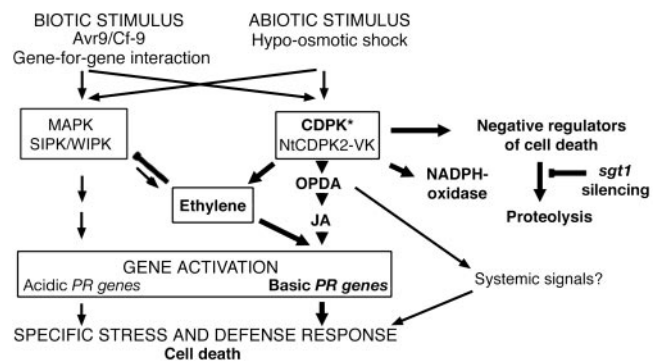 BIOTIC STIMULUS
Avr9/Cf-9
Gene-for-gene interaction
ABIOTIC STIMULUS
Hypo-osmotic shock
MAPK
SIPK/WIPK
CDPK*
NtCDPK2-VK
Negative regulators
of cell death
NADPH-
oxidase
sgt1
silencing
Proteolysis
OPDA
Ethylene
JA
GENE ACTIVATION
Acidic PR genes
Basic PR genes
Systemic signals?
SPECIFIC STRESS AND DEFENSE RESPONSE
Cell death